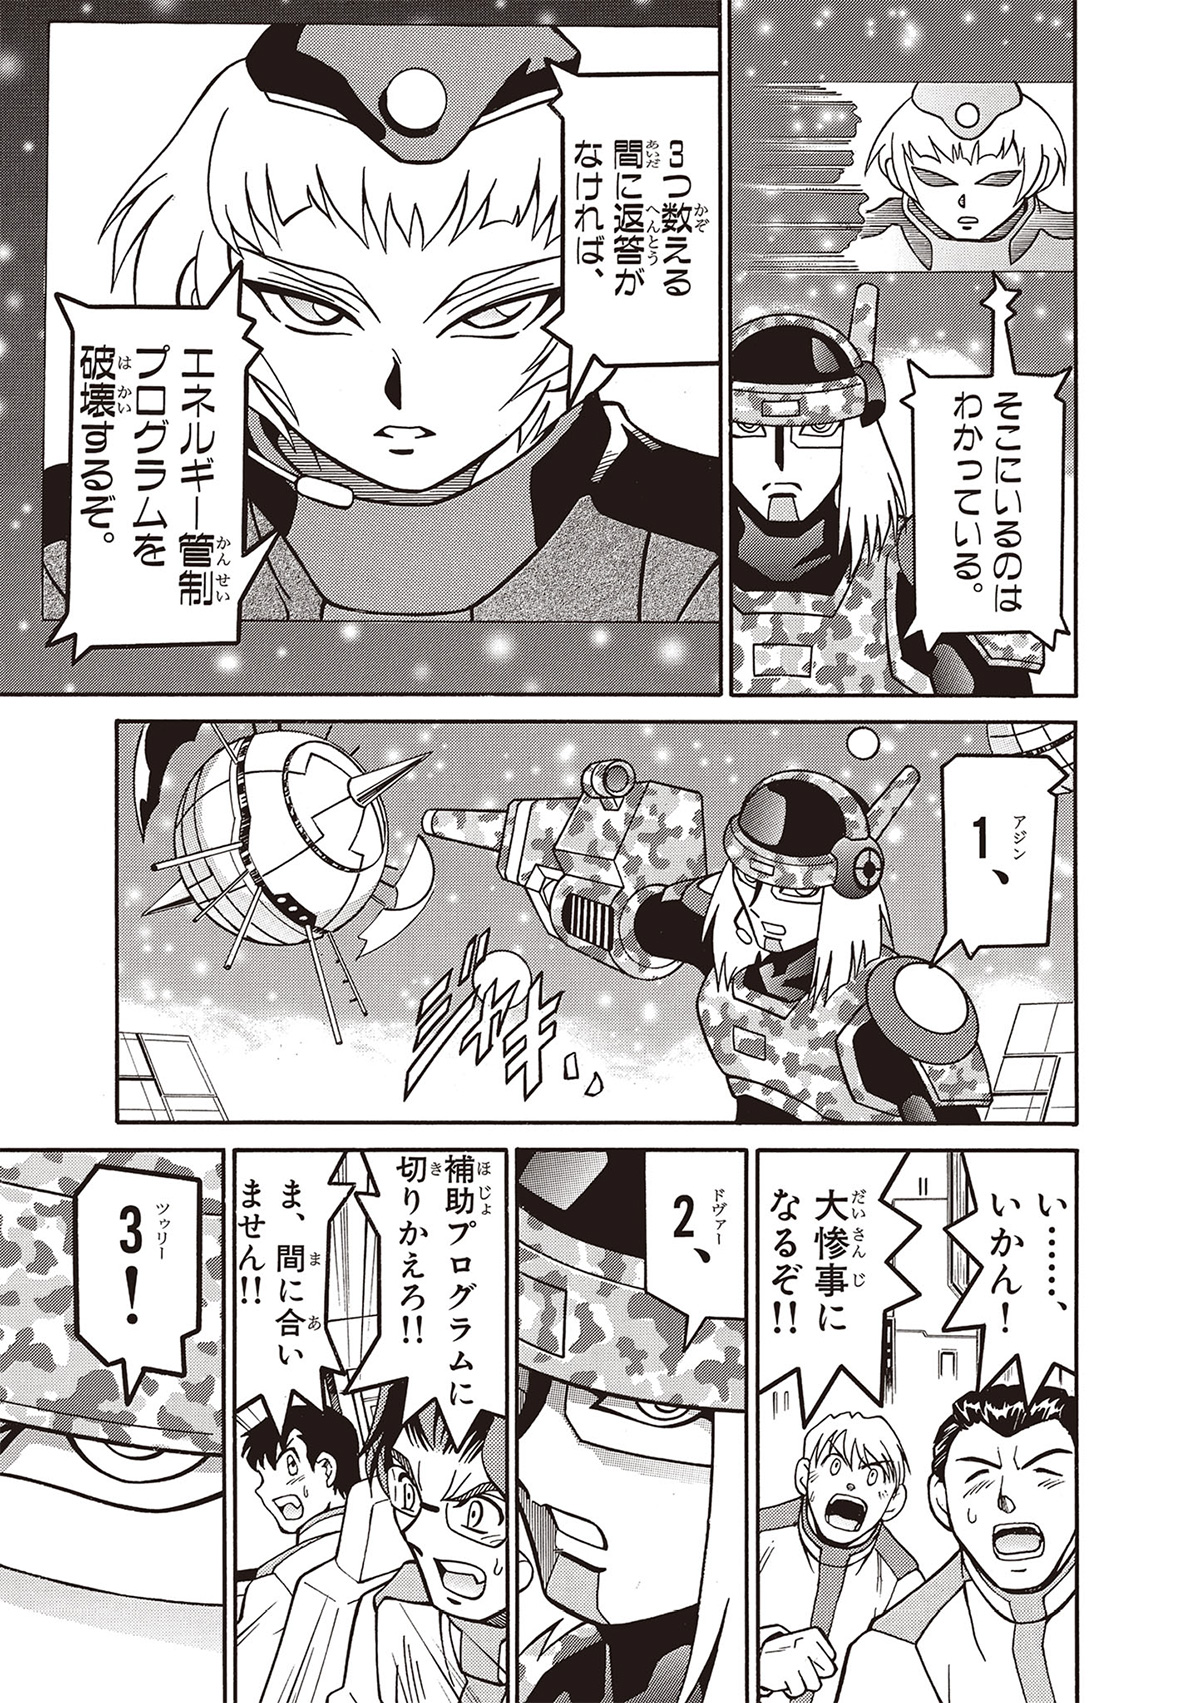 そこにいるのは
わかっている。
3つ数える
間に返答が
なければ、
エネルギー管制
プログラムを
破壊するぞ。
1、
ジャキ
い……、
いかん!
大惨事に
なるぞ!!
2、
補助プログラムに
切りかえろ!!
ま、間に合い
ません!!
3!